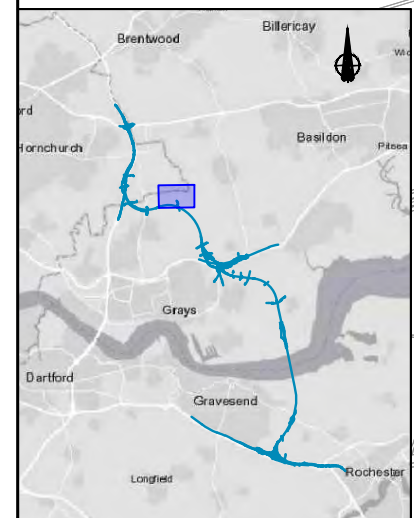 Billericay
Brentwood
Basildon
Pitsea
Hornchurch
Grays
Dartford
Gravesend
Rochester
Longfield